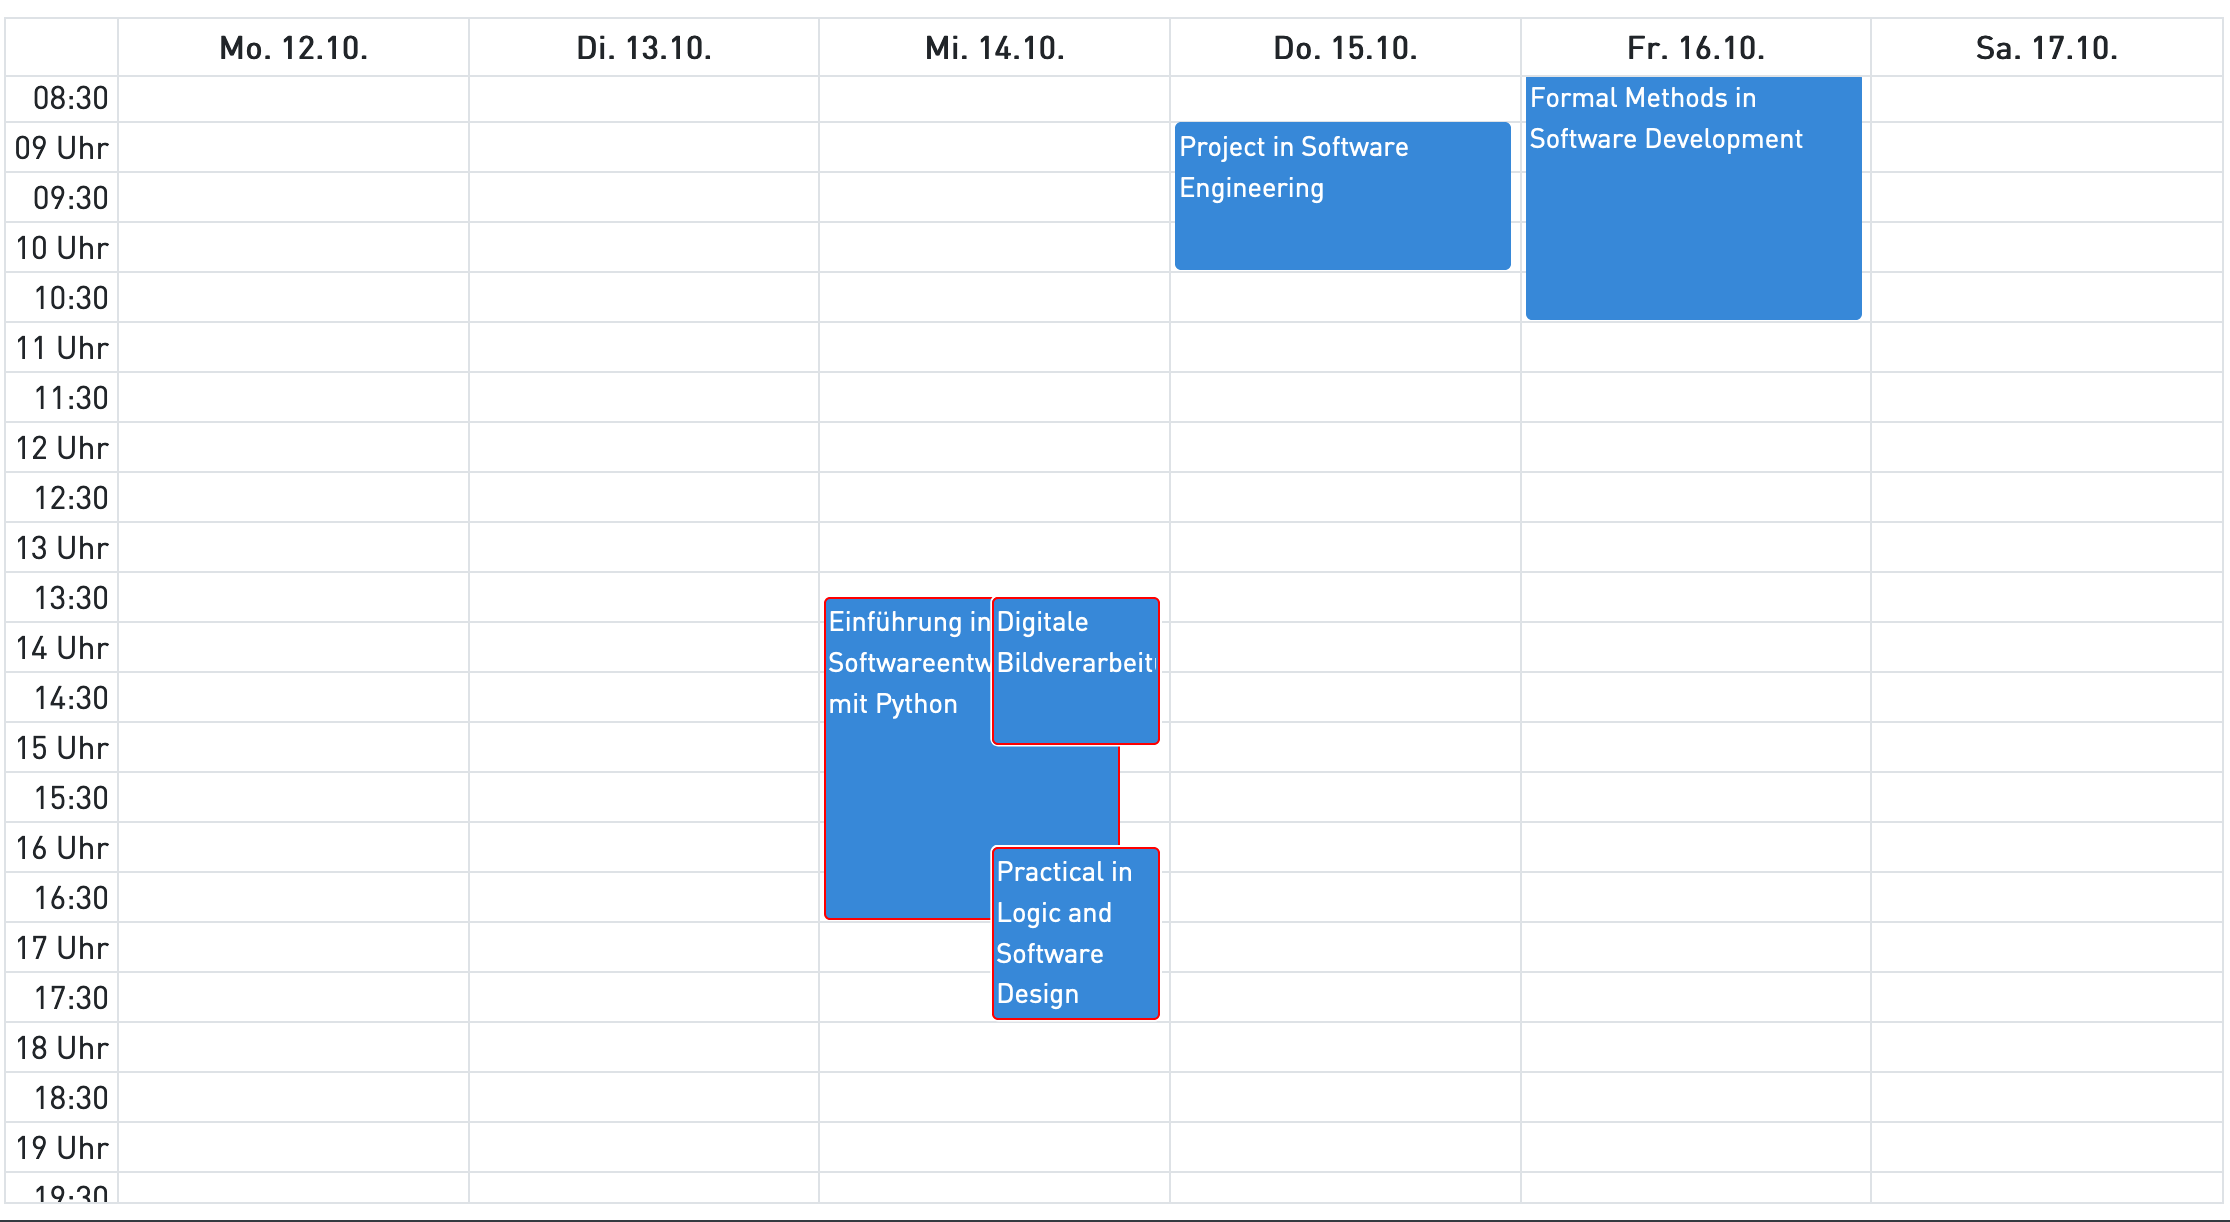 Mo. 12.10.
Di. 13.10.
Mi. 14.10.
Do. 15.10.
Fr. 16.10.
Sa. 17.10.
08:30
09 Uhr
09:30
10 Uhr
10:30
11 Uhr
11:30
12 Uhr
12:30
13 Uhr
13:30
14 Uhr
14:30
15 Uhr
15:30
16 Uhr
16:30
17 Uhr
17:30
18 Uhr
18:30
19 Uhr
19:30
Einführung in
Softwareentw
mit Python
Digitale
Bildverarbeit
Practical in
Logic and
Software
Design
Project in Software
Engineering
Formal Methods in
Software Development